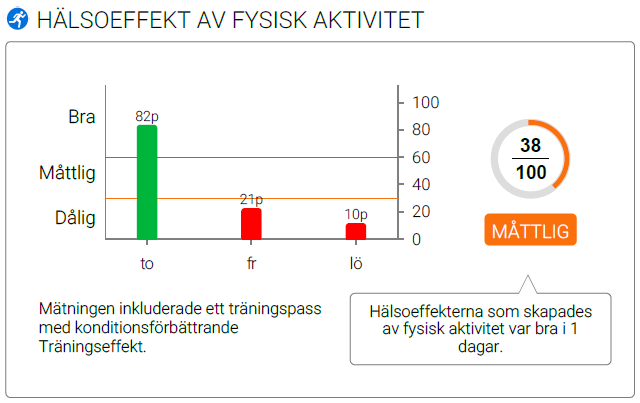 HÄLSOEFFEKT AV FYSISK AKTIVITET
Bra
Måttlig
Dålig
82p
21p
10p
100
80
60
40
20
0
to
fr
lö
38
100
MÅTTLIG
Mätningen inkluderade ett träningspass
med konditionsförbättrande
Träningseffekt.
Hälsoeffekterna som skapades
av fysisk aktivitet var bra i 1
dagar.